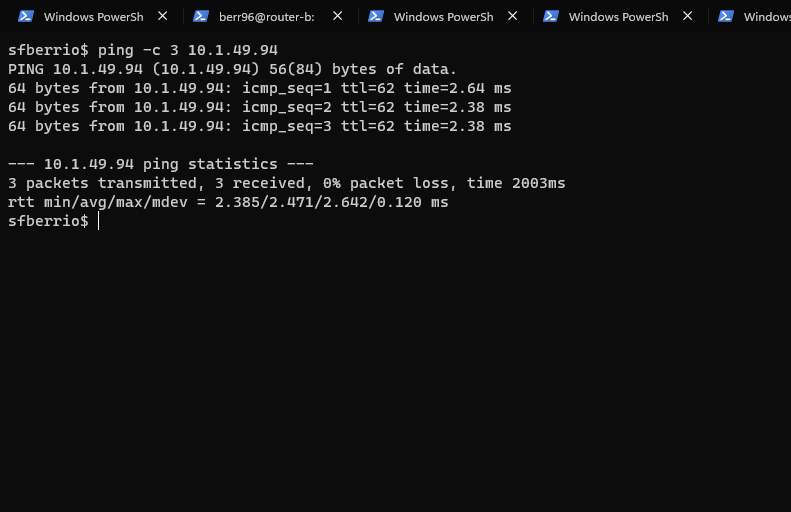 Windows PowerSh
berr96@router-b:
Windows PowerSh
Windows PowerSh
Windows
sfberrio$ ping -c 3 10.1.49.94
PING 10.1.49.94 (10.1.49.94) 56(84) bytes of data.
64 bytes from 10.1.49.94: icmp_seq=1 ttl=62 time=2.64 ms
64 bytes from 10.1.49.94: icmp_seq=2 ttl=62 time=2.38 ms
64 bytes from 10.1.49.94: icmp_seq=3 ttl=62 time=2.38 ms
--- 10.1.49.94 ping statistics ---
3 packets transmitted, 3 received, 0% packet loss, time 2003ms
rtt min/avg/max/mdev = 2.385/2.471/2.642/0.120 ms
sfberrio$